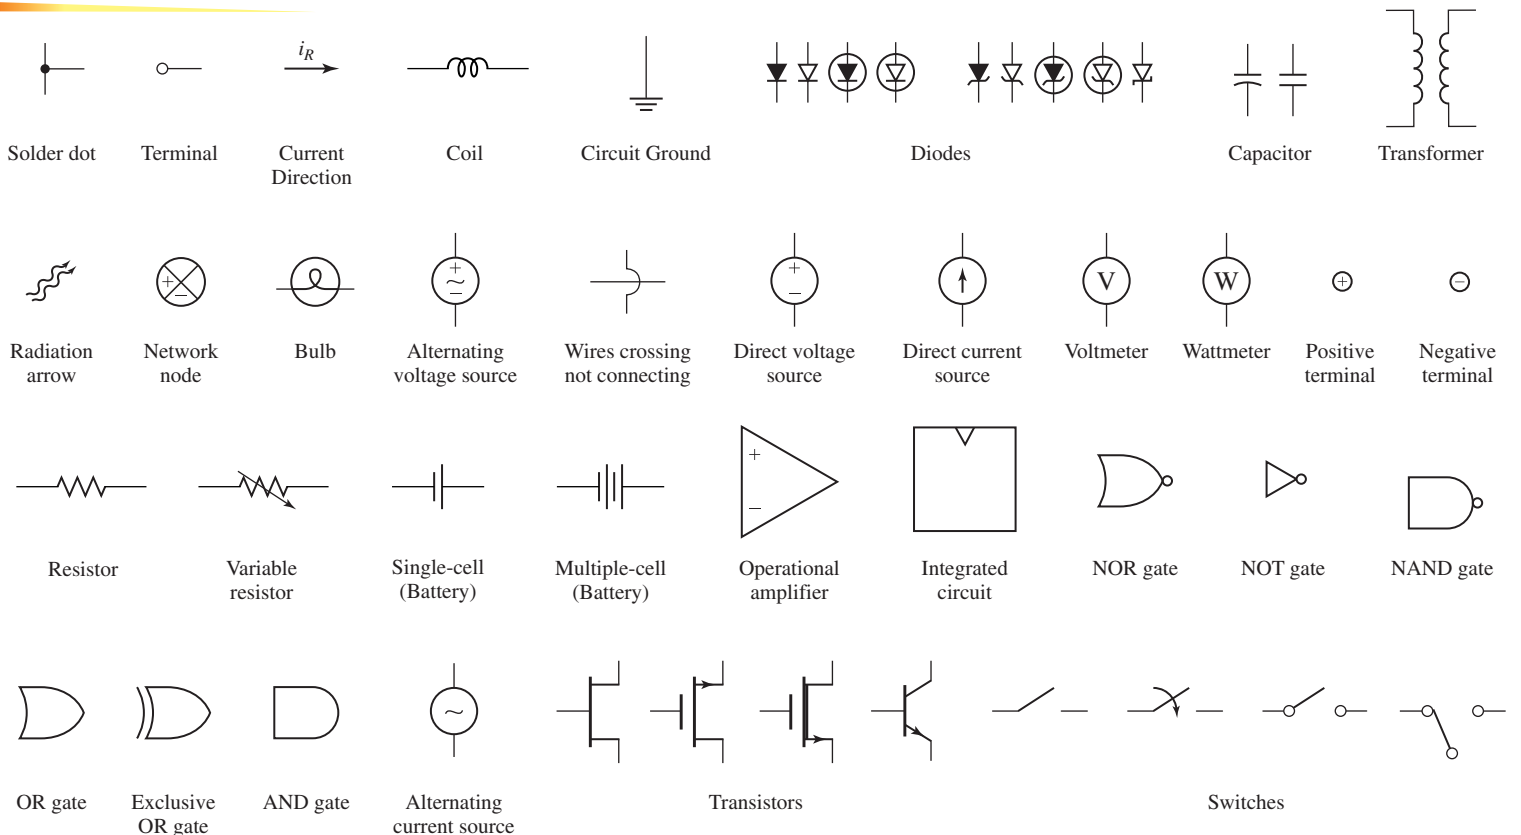 i_R
Solder dot
Terminal
Current
Direction
Coil
Circuit Ground
Diodes
Capacitor
Transformer
+
−
+
~
−
+
−
V
W
+
−
Radiation
arrow
Network
node
Bulb
Alternating
voltage source
Wires crossing
not connecting
Direct voltage
source
Direct current
source
Voltmeter
Wattmeter
Positive
terminal
Negative
terminal
+
−
Resistor
Variable
resistor
Single-cell
(Battery)
Multiple-cell
(Battery)
Operational
amplifier
Integrated
circuit
NOR gate
NOT gate
NAND gate
~
OR gate
Exclusive
OR gate
AND gate
Alternating
current source
Transistors
Switches